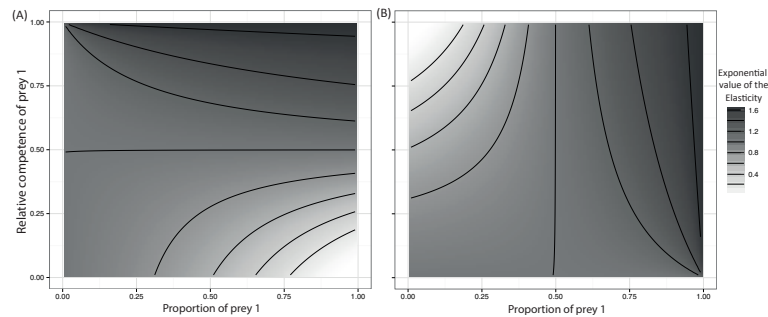 (A)
(B)
Relative competence of prey 1
1.00
0.75
0.50
0.25
0.00
0.00 0.25 0.50 0.75 1.00
Proportion of prey 1
0.00 0.25 0.50 0.75 1.00
Proportion of prey 1
Exponential
value of the
Elasticity
1.6
1.2
0.8
0.4